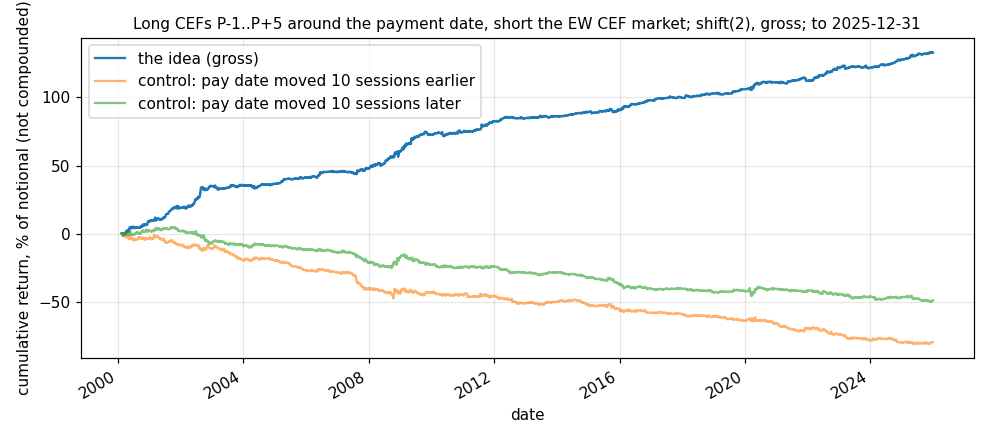 Long CEFs P-1..P+5 around the payment date, short the EW CEF market; shift(2), gross; to 2025-12-31
cumulative return, % of notional (not compounded)
the idea (gross)
control: pay date moved 10 sessions earlier
control: pay date moved 10 sessions later
100
50
0
−50
2000
2004
2008
2012
2016
2020
2024
date